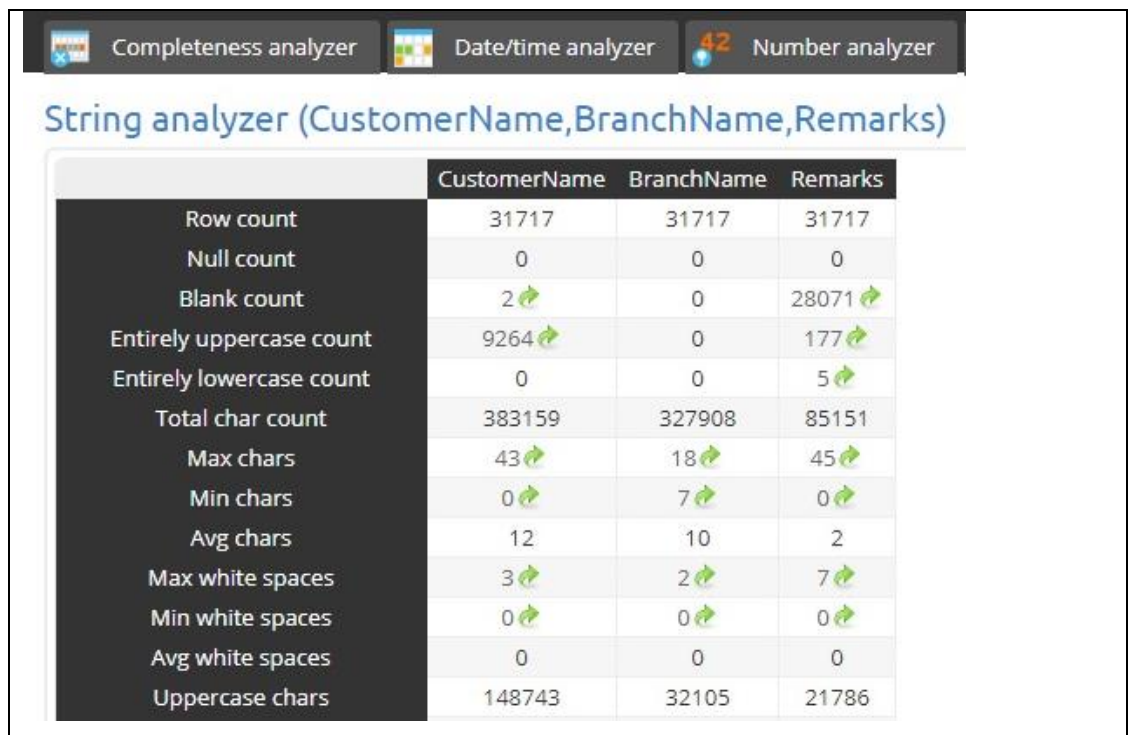 Completeness analyzer Date/time analyzer 42 Number analyzer
String analyzer (CustomerName,BranchName,Remarks)
CustomerName BranchName Remarks
Row count 31717 31717 31717
Null count 0 0 0
Blank count 2 0 28071
Entirely uppercase count 9264 0 177
Entirely lowercase count 0 0 5
Total char count 383159 327908 85151
Max chars 43 18 45
Min chars 0 7 0
Avg chars 12 10 2
Max white spaces 3 2 7
Min white spaces 0 0 0
Avg white spaces 0 0 0
Uppercase chars 148743 32105 21786